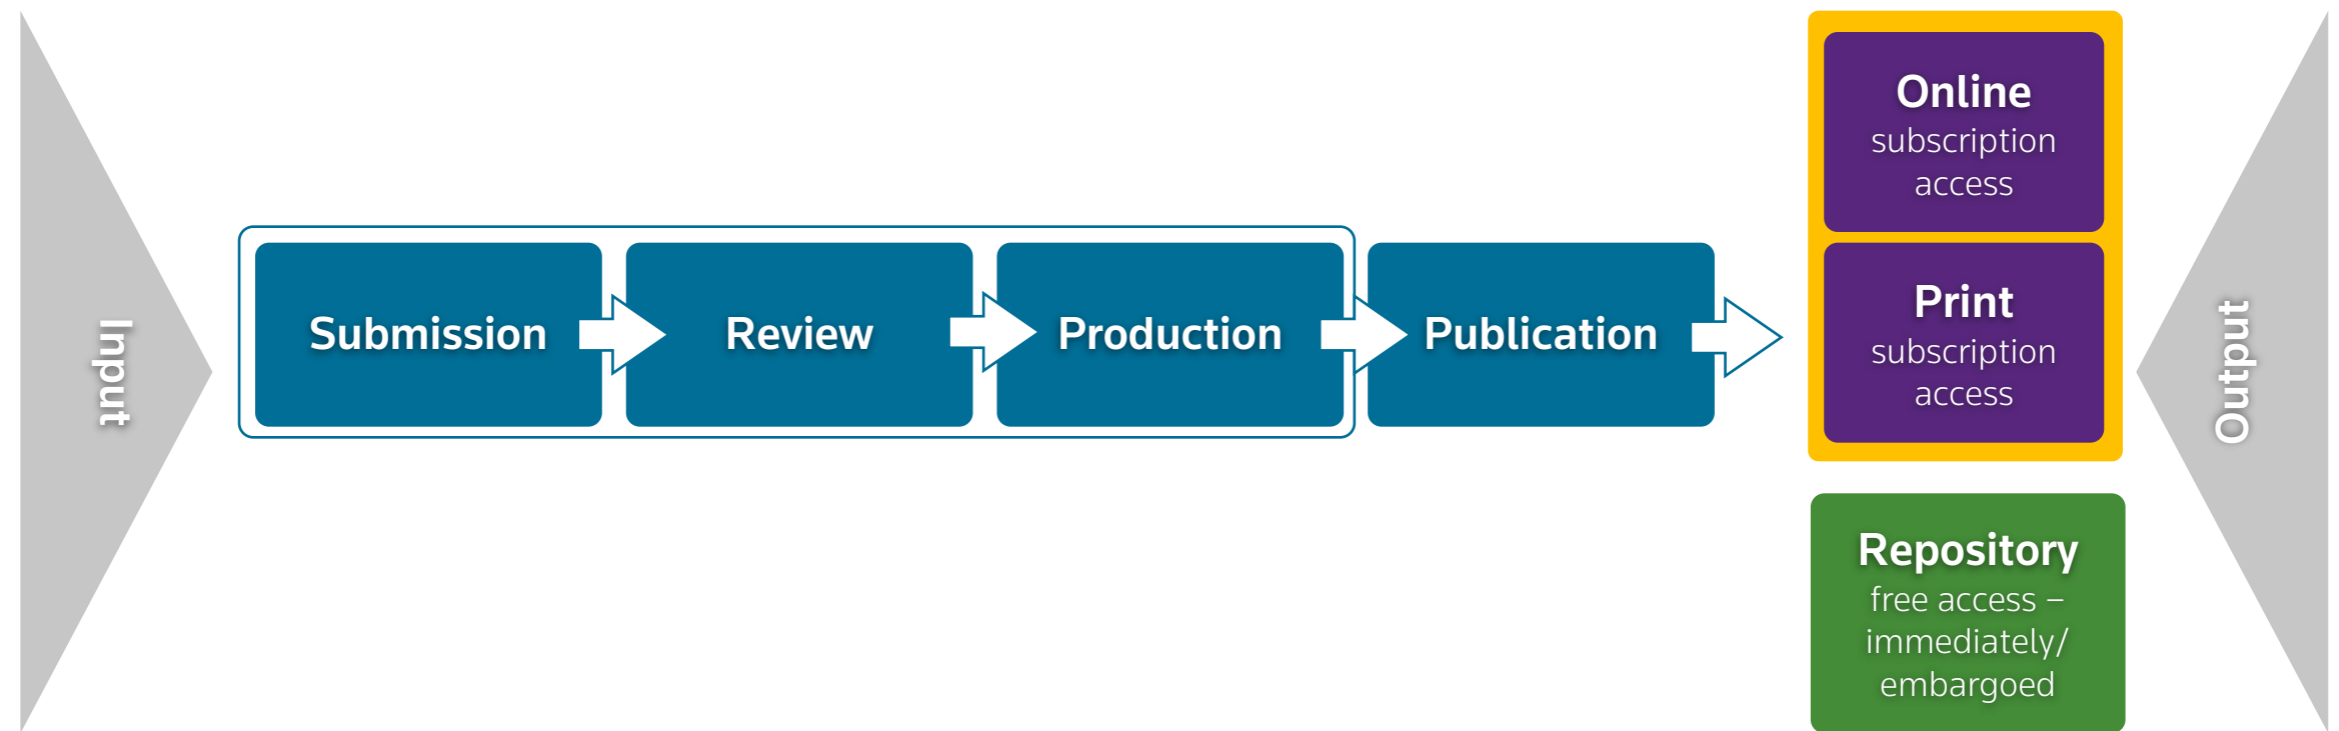 Input
Submission
Review
Production
Publication
Online
subscription
access
Print
subscription
access
Repository
free access –
immediately/
embargoed
Output